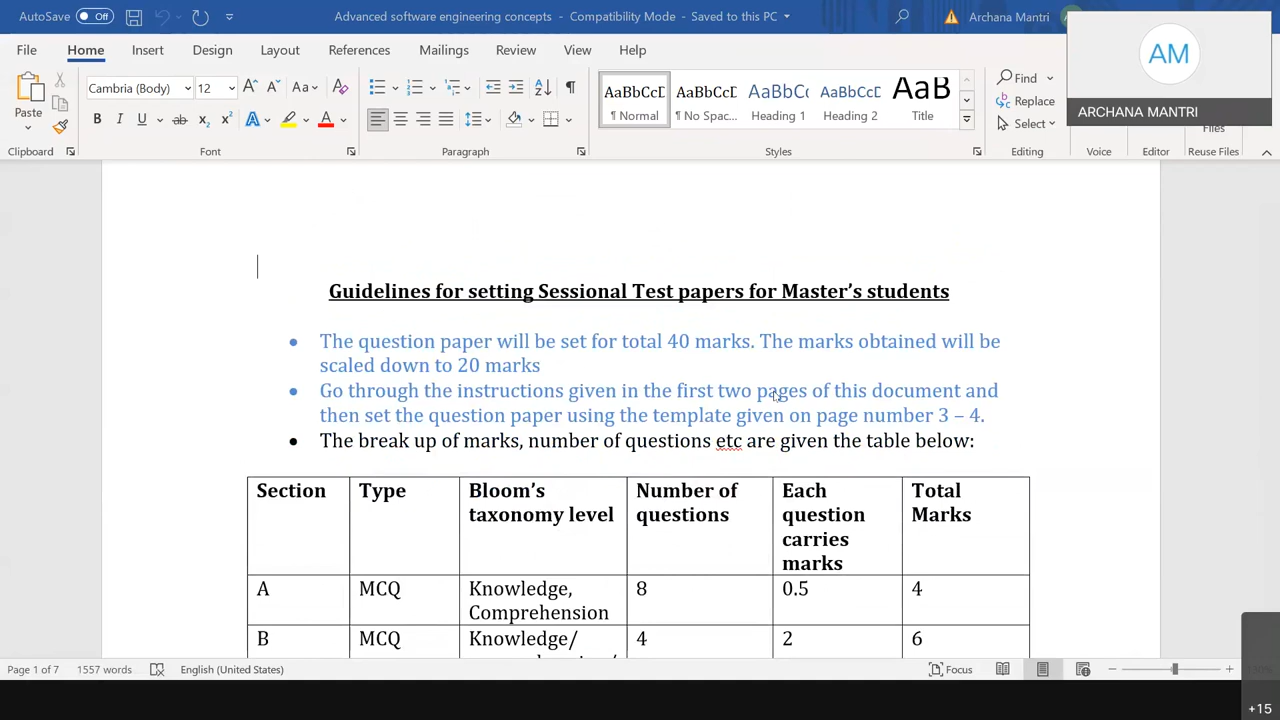 AutoSave Off Advanced software engineering concepts - Compatibility Mode - Saved to this PC Archana Mantri
AM
ARCHANA MANTRI
File Home Insert Design Layout References Mailings Review View Help
Paste
Cambria (Body) 12
AaBbCcD AaBbCcD AaBbCc AaBbCcD AaB
¶ Normal ¶ No Spac... Heading 1 Heading 2 Title
Find
Replace
Select
Files
Clipboard Font Paragraph Styles Editing Voice Editor Reuse Files
Guidelines for setting Sessional Test papers for Master's students
• The question paper will be set for total 40 marks. The marks obtained will be
scaled down to 20 marks
• Go through the instructions given in the first two pages of this document and
then set the question paper using the template given on page number 3 – 4.
• The break up of marks, number of questions etc are given the table below:
Section Type Bloom's taxonomy level Number of questions Each question carries marks Total Marks
A MCQ Knowledge, Comprehension 8 0.5 4
B MCQ Knowledge/ 4 2 6
Page 1 of 7 1557 words English (United States) Focus
+15